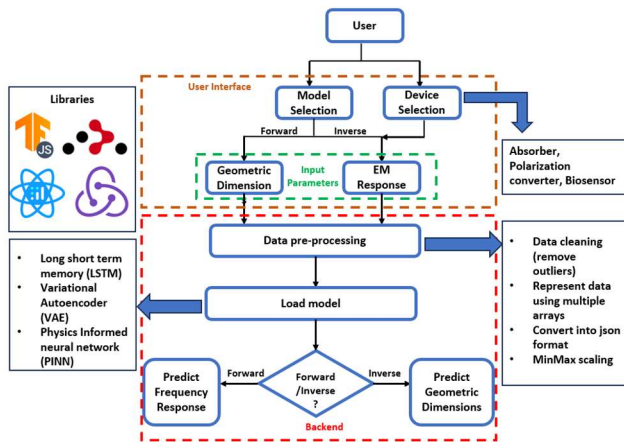 User
User Interface
Model
Selection
Device
Selection
Libraries
JS
Forward
Inverse
Input
Parameters
Geometric
Dimension
EM
Response
Absorber,
Polarization
converter, Biosensor
Data pre-processing
• Long short term
memory (LSTM)
• Variational
Autoencoder
(VAE)
• Physics Informed
neural network
(PINN)
Load model
• Data cleaning
(remove
outliers)
• Represent data
using multiple
arrays
• Convert into json
format
• MinMax scaling
Predict
Frequency
Response
Forward
Forward
/Inverse
?
Inverse
Predict
Geometric
Dimensions
Backend